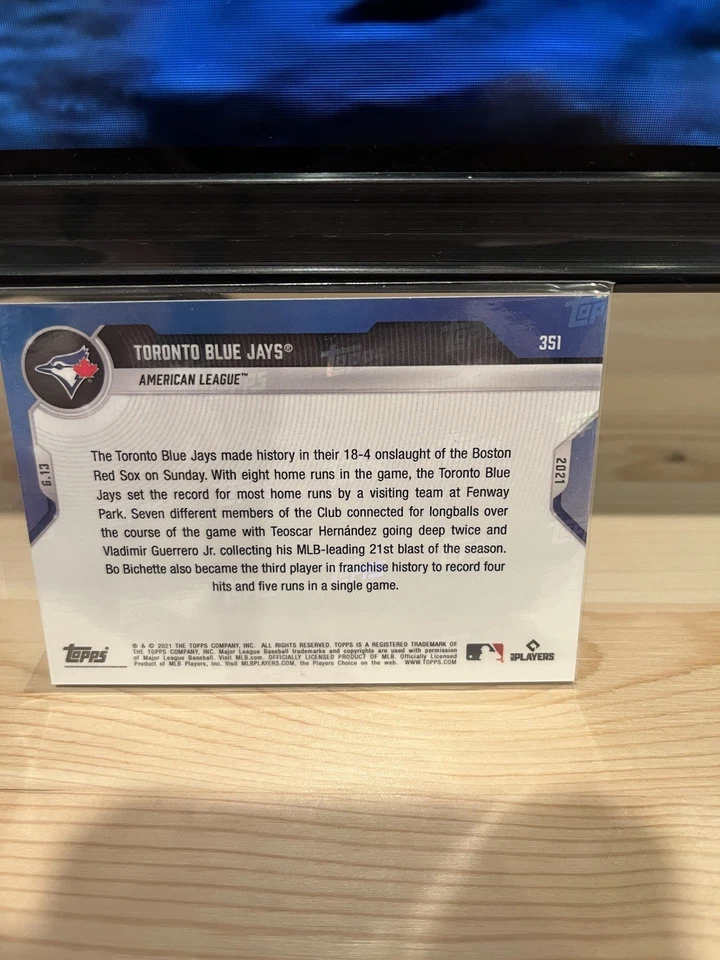 TOPP
TORONTO BLUE JAYS®
351
AMERICAN LEAGUE™
6.13
2021
The Toronto Blue Jays made history in their 18-4 onslaught of the Boston
Red Sox on Sunday. With eight home runs in the game, the Toronto Blue
Jays set the record for most home runs by a visiting team at Fenway
Park. Seven different members of the Club connected for longballs over
the course of the game with Teoscar Hernández going deep twice and
Vladimir Guerrero Jr. collecting his MLB-leading 21st blast of the season.
Bo Bichette also became the third player in franchise history to record four
hits and five runs in a single game.
Topps®
® & © 2021 THE TOPPS COMPANY, INC. ALL RIGHTS RESERVED. TOPPS IS A REGISTERED TRADEMARK OF
THE TOPPS COMPANY, INC. Major League Baseball trademarks and copyrights are used with permission
of Major League Baseball. Visit MLB.com. OFFICIALLY LICENSED PRODUCT OF MLB. Officially Licensed
Product of MLB Players, Inc. Visit MLBPLAYERS.COM, the Players Choice on the web. WWW.TOPPS.COM
PLAYERS